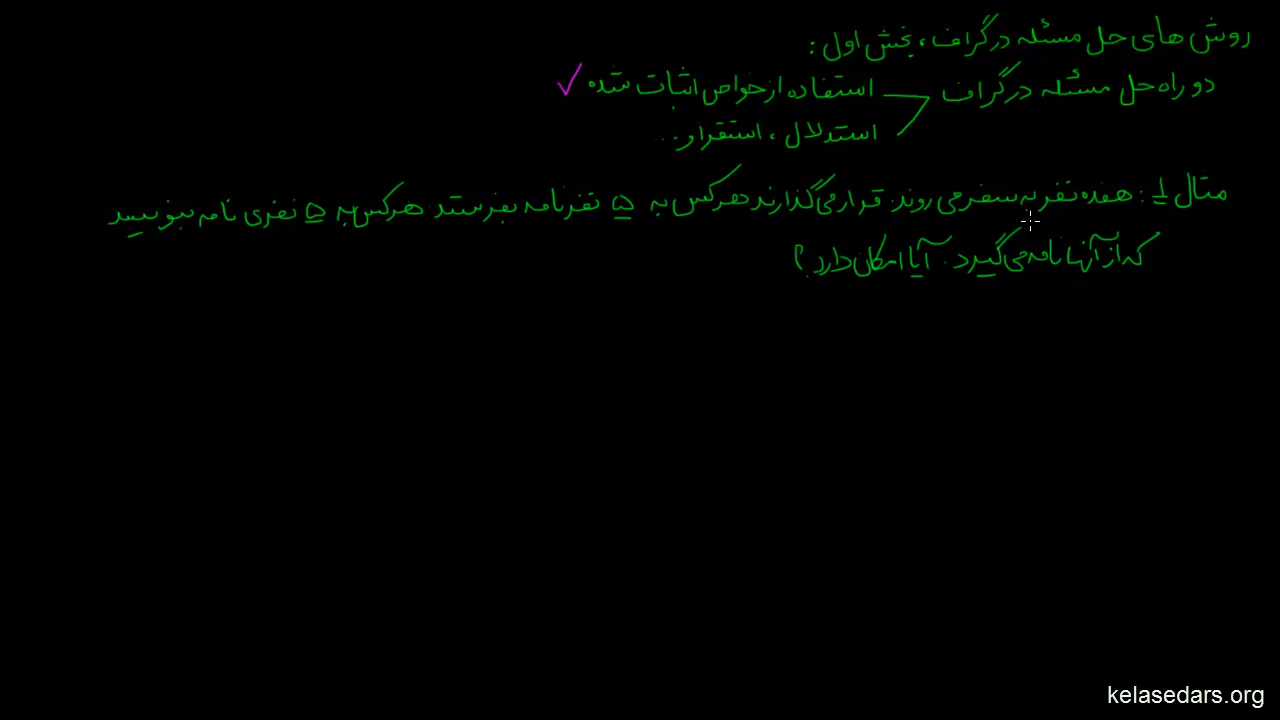 روش های حل مسئله در گراف ، بخش اول :
دو راه حل مسئله در گراف استفاده از خواص اثبات شده ✓
استدلال ، استقرا و ...
مثال 1 : هفده نفر به سفر می روند. قرار می گذارند هر کس به ۵ نفر نامه بفرستند. هر کس به ۵ نفری نامه بنویسد
که از آنها نامه می گیرد . آیا امکان دارد ؟
kelasedars.org